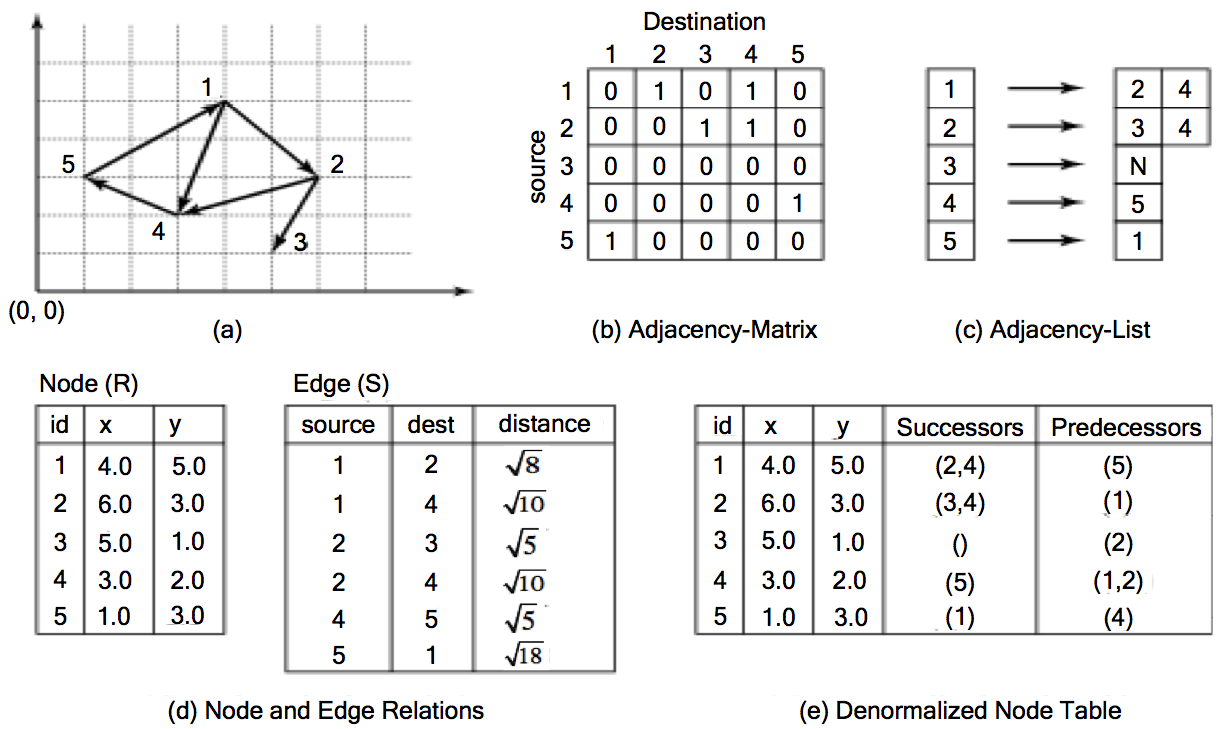 1
5
2
4
3
(0, 0)
(a)
Destination
1 2 3 4 5
source
1 0 1 0 1 0
2 0 0 1 1 0
3 0 0 0 0 0
4 0 0 0 0 1
5 1 0 0 0 0
(b) Adjacency-Matrix
1 2 4
2 3 4
3 N
4 5
5 1
(c) Adjacency-List
Node (R)
id x y
1 4.0 5.0
2 6.0 3.0
3 5.0 1.0
4 3.0 2.0
5 1.0 3.0
Edge (S)
source dest distance
1 2 √8
1 4 √10
2 3 √5
2 4 √10
4 5 √5
5 1 √18
(d) Node and Edge Relations
id x y Successors Predecessors
1 4.0 5.0 (2,4) (5)
2 6.0 3.0 (3,4) (1)
3 5.0 1.0 () (2)
4 3.0 2.0 (5) (1,2)
5 1.0 3.0 (1) (4)
(e) Denormalized Node Table